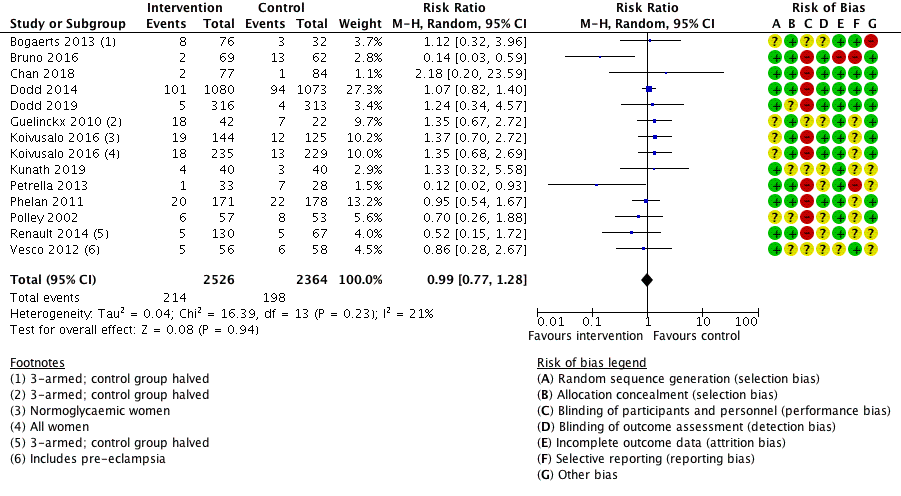 Intervention Control Risk Ratio Risk Ratio Risk of Bias
Study or Subgroup Events Total Events Total Weight M-H, Random, 95% CI M-H, Random, 95% CI A B C D E F G
Bogaerts 2013 (1) 8 76 3 32 3.7% 1.12 [0.32, 3.96] ? + - ? ? + + -
Bruno 2016 2 69 13 62 2.8% 0.14 [0.03, 0.59] + + - + - - +
Chan 2018 2 77 1 84 1.1% 2.18 [0.20, 23.59] + + - + + + +
Dodd 2014 101 1080 94 1073 27.3% 1.07 [0.82, 1.40] + + - + + + +
Dodd 2019 5 316 4 313 3.4% 1.24 [0.34, 4.57] + ? - + + + +
Guelinckx 2010 (2) 18 42 7 22 10.7% 1.35 [0.67, 2.72] + ? - ? ? ? ?
Koivusalo 2016 (3) 19 144 12 125 10.9% 1.37 [0.70, 2.72] + + - ? + ? +
Koivusalo 2016 (4) 18 235 13 229 10.0% 1.35 [0.68, 2.69] + + - + + ? +
Kunath 2019 4 40 3 40 2.9% 1.33 [0.32, 5.58] ? ? - ? ? ? ?
Petrella 2013 1 33 7 28 1.4% 0.12 [0.02, 0.93] + + - ? + - ?
Phelan 2011 20 171 22 178 13.2% 0.95 [0.54, 1.67] + + - + + ? +
Polley 2002 6 57 8 53 6.0% 0.70 [0.26, 1.88] ? ? - ? ? ? ?
Renault 2014 (5) 5 130 5 67 4.0% 0.52 [0.15, 1.72] + + - ? + + ?
Vesco 2012 (6) 5 56 6 58 4.5% 0.86 [0.28, 2.67] + ? ? ? ? + ?
Total (95% CI) 2526 2364 100.0% 0.99 [0.77, 1.28]
Total events 214 198
Heterogeneity: Tau² = 0.04; Chi² = 16.39, df = 13 (P = 0.23); I² = 21%
Test for overall effect: Z = 0.08 (P = 0.94)
0.01 0.1 1 10 100
Favours intervention Favours control
Footnotes
(1) 3-armed; control group halved
(2) 3-armed; control group halved
(3) Normoglycaemic women
(4) All women
(5) 3-armed; control group halved
(6) Includes pre-eclampsia
Risk of bias legend
(A) Random sequence generation (selection bias)
(B) Allocation concealment (selection bias)
(C) Blinding of participants and personnel (performance bias)
(D) Blinding of outcome assessment (detection bias)
(E) Incomplete outcome data (attrition bias)
(F) Selective reporting (reporting bias)
(G) Other bias